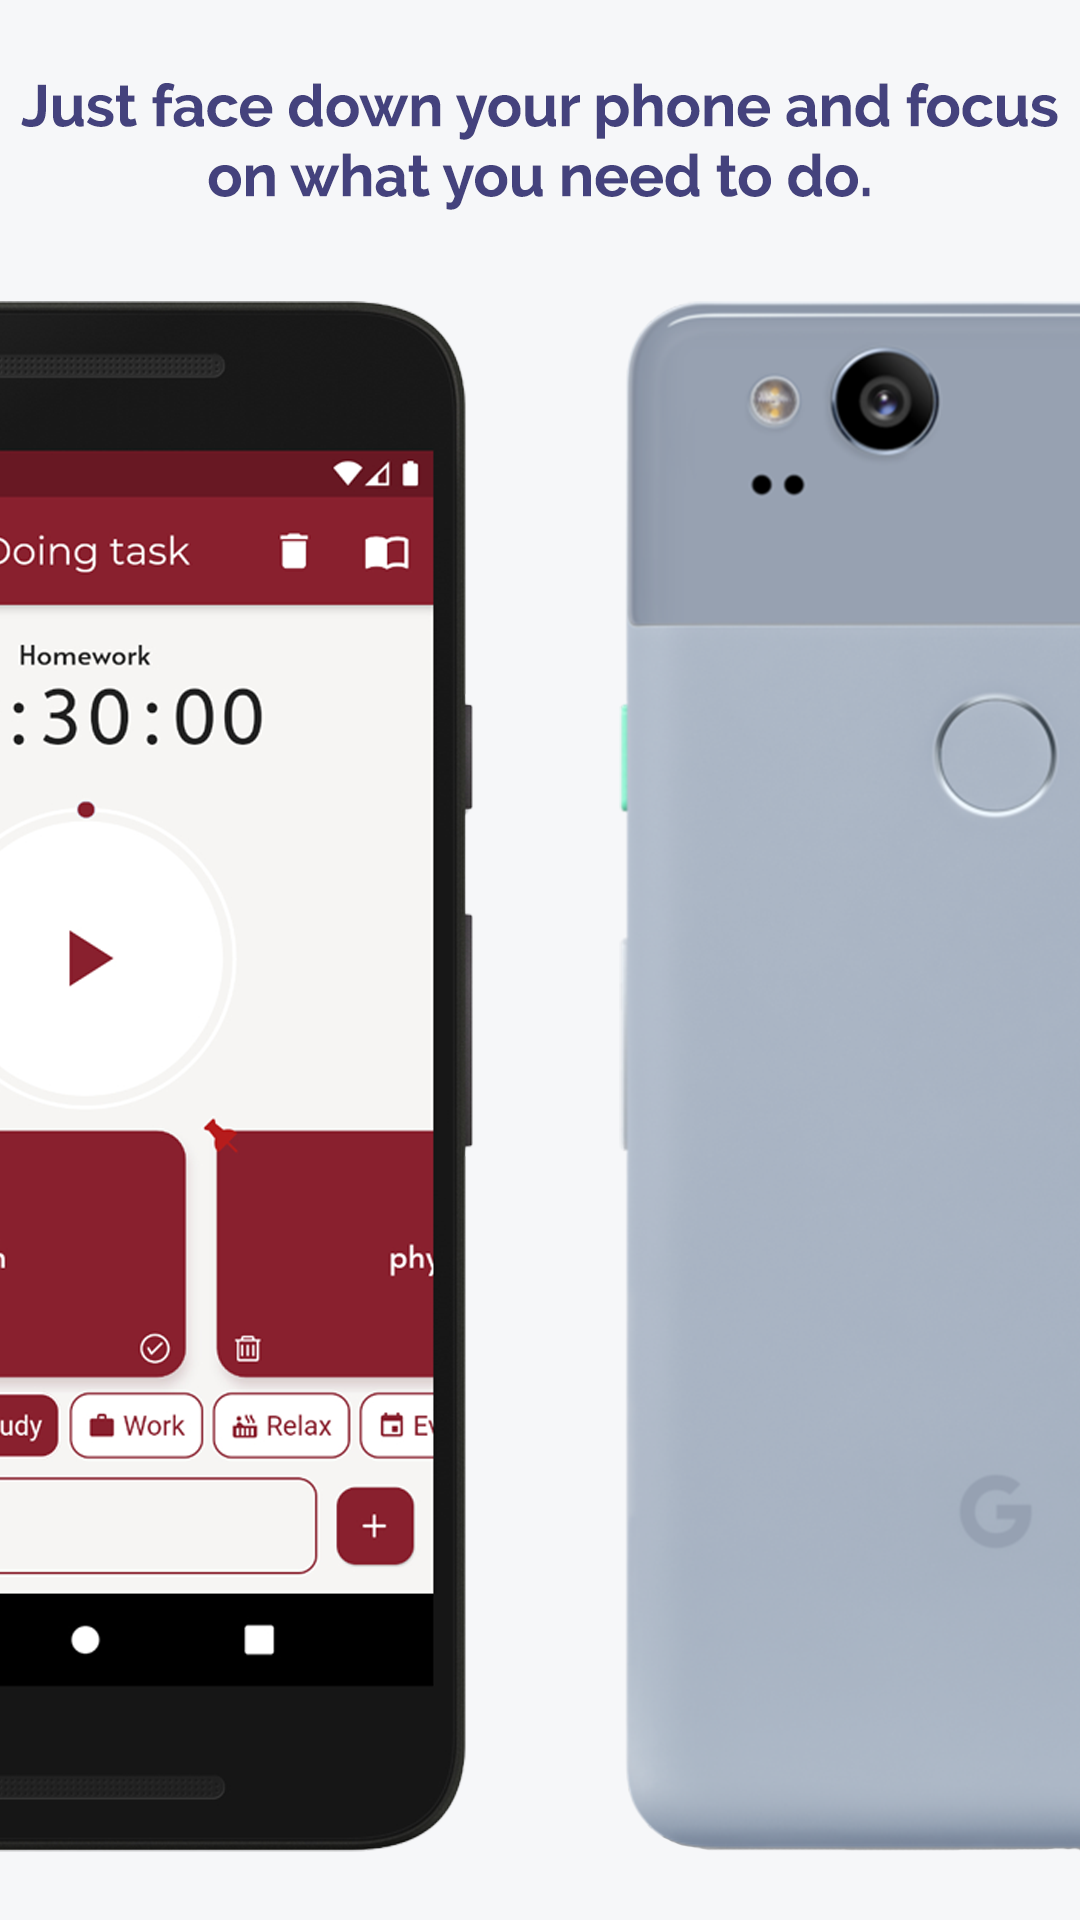 Just face down your phone and focus
on what you need to do.
Doing task
Homework
:30:00
phy
udy
Work
Relax
Ev
G